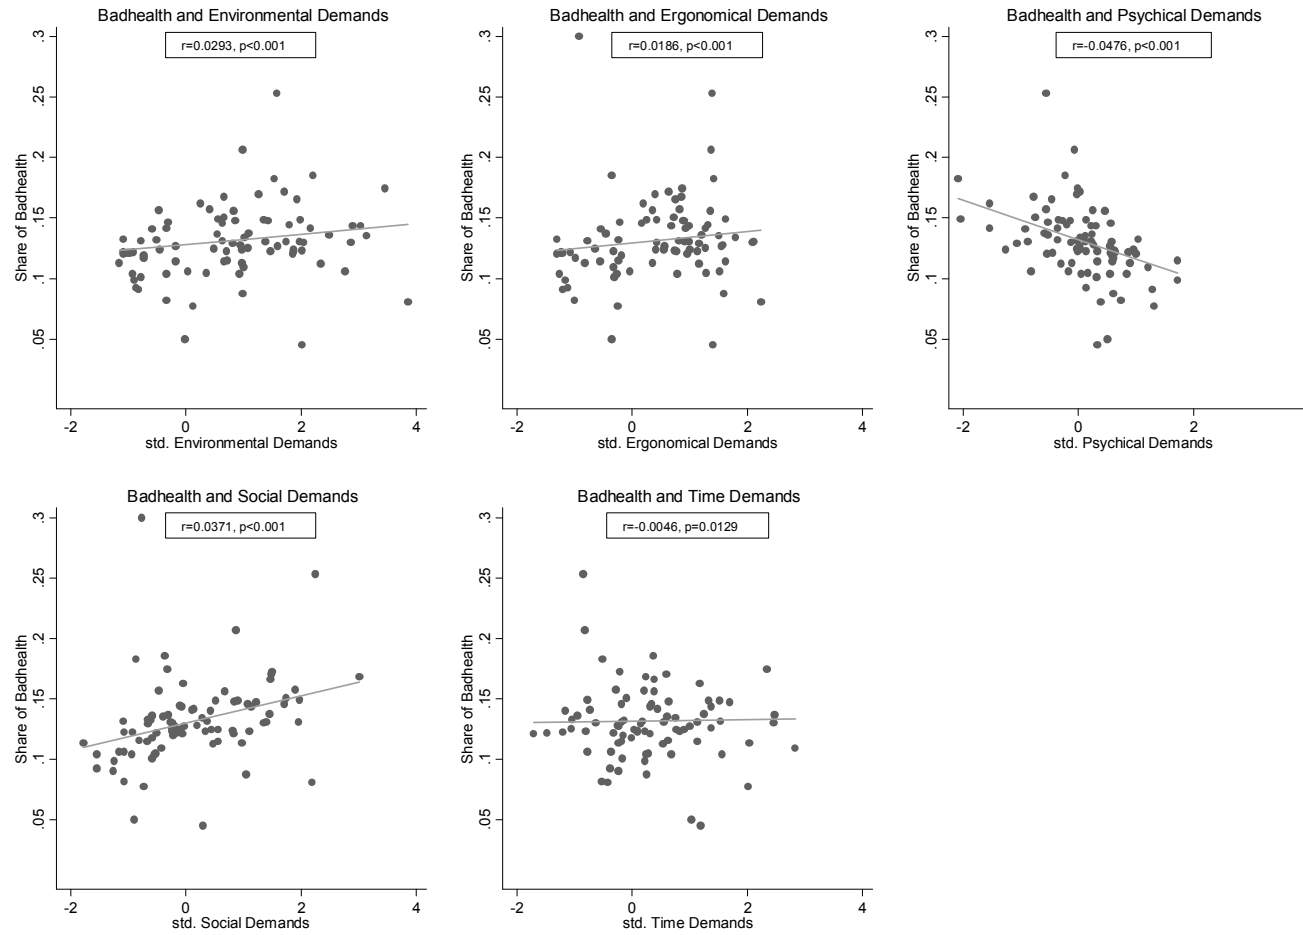 Badhealth and Environmental Demands
r=0.0293, p<0.001
Share of Badhealth
.3
.25
.2
.15
.1
.05
-2
0
2
4
std. Environmental Demands
Badhealth and Ergonomical Demands
r=0.0186, p<0.001
Share of Badhealth
.3
.25
.2
.15
.1
.05
-2
0
2
4
std. Ergonomical Demands
Badhealth and Psychical Demands
r=-0.0476, p<0.001
Share of Badhealth
.3
.25
.2
.15
.1
.05
-2
0
2
std. Psychical Demands
Badhealth and Social Demands
r=0.0371, p<0.001
Share of Badhealth
.3
.25
.2
.15
.1
.05
-2
0
2
4
std. Social Demands
Badhealth and Time Demands
r=-0.0046, p=0.0129
Share of Badhealth
.3
.25
.2
.15
.1
.05
-2
0
2
4
std. Time Demands